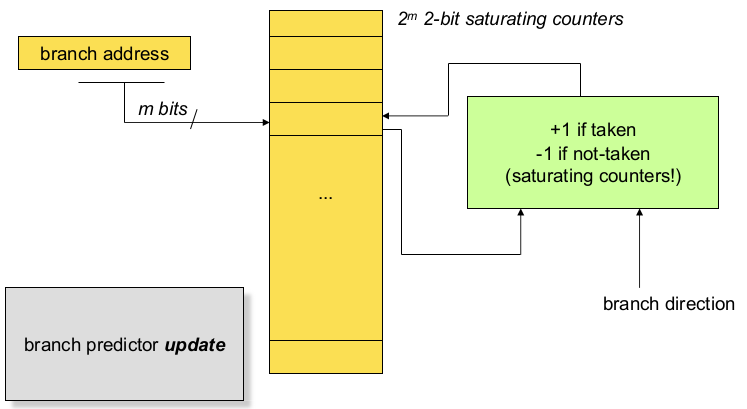 2ᵐ 2-bit saturating counters
branch address
m bits
+1 if taken
-1 if not-taken
(saturating counters!)
...
branch direction
branch predictor update